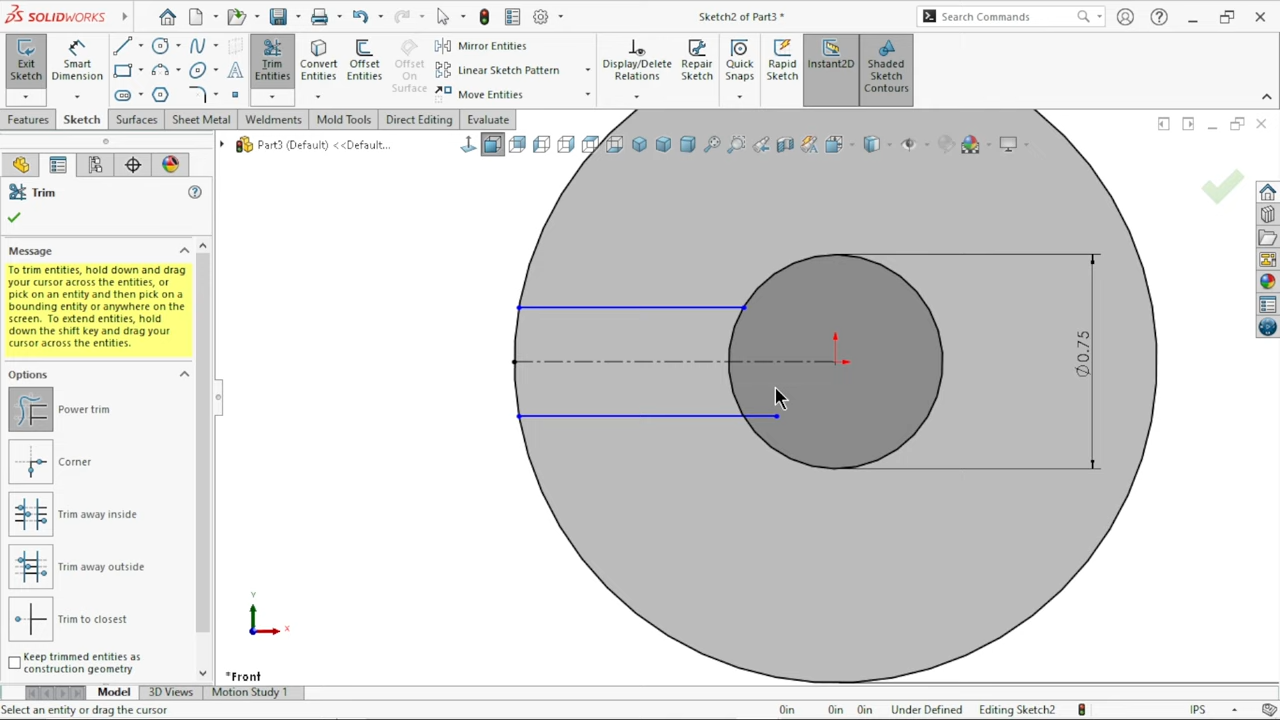 SOLIDWORKS
Sketch2 of Part3 *
Search Commands
Exit Sketch
Smart Dimension
Trim Entities
Convert Entities
Offset Entities
Offset On Surface
Mirror Entities
Linear Sketch Pattern
Move Entities
Display/Delete Relations
Repair Sketch
Quick Snaps
Rapid Sketch
Instant2D
Shaded Sketch Contours
Features
Sketch
Surfaces
Sheet Metal
Weldments
Mold Tools
Direct Editing
Evaluate
Part3 (Default) <<Default...
Trim
Message
To trim entities, hold down and drag
your cursor across the entities, or
pick on an entity and then pick on a
bounding entity or anywhere on the
screen. To extend entities, hold
down the shift key and drag your
cursor across the entities.
Options
Power trim
Corner
Trim away inside
Trim away outside
Trim to closest
Keep trimmed entities as
construction geometry
∅0.75
Y
X
*Front
Model
3D Views
Motion Study 1
Select an entity or drag the cursor
0in
0in
0in
Under Defined
Editing Sketch2
IPS